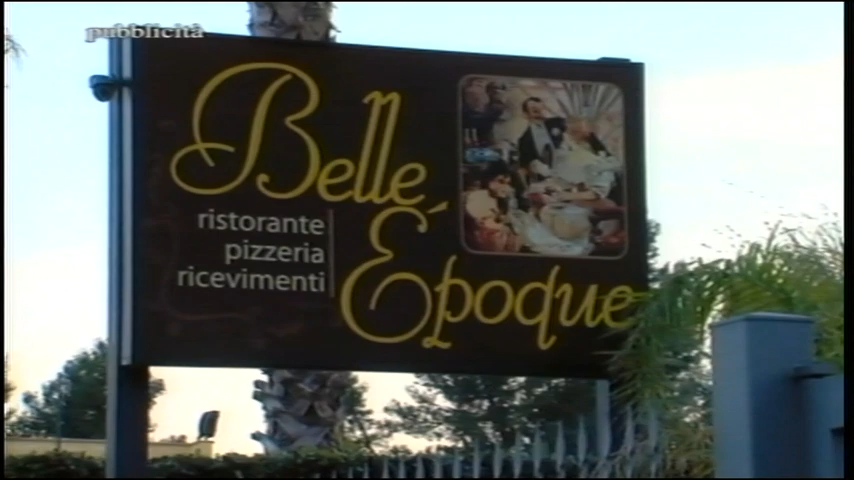 pubblicità
Belle
Époque
ristorante
pizzeria
ricevimenti